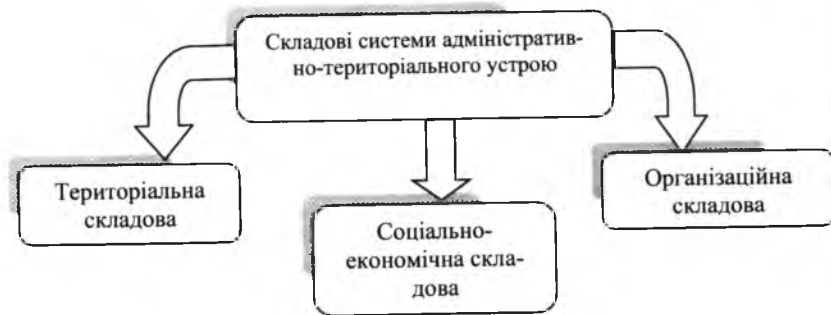 Складові системи адміністратив-
но-територіального устрою
Територіальна
складова
Соціально-
економічна скла-
дова
Організаційна
складова